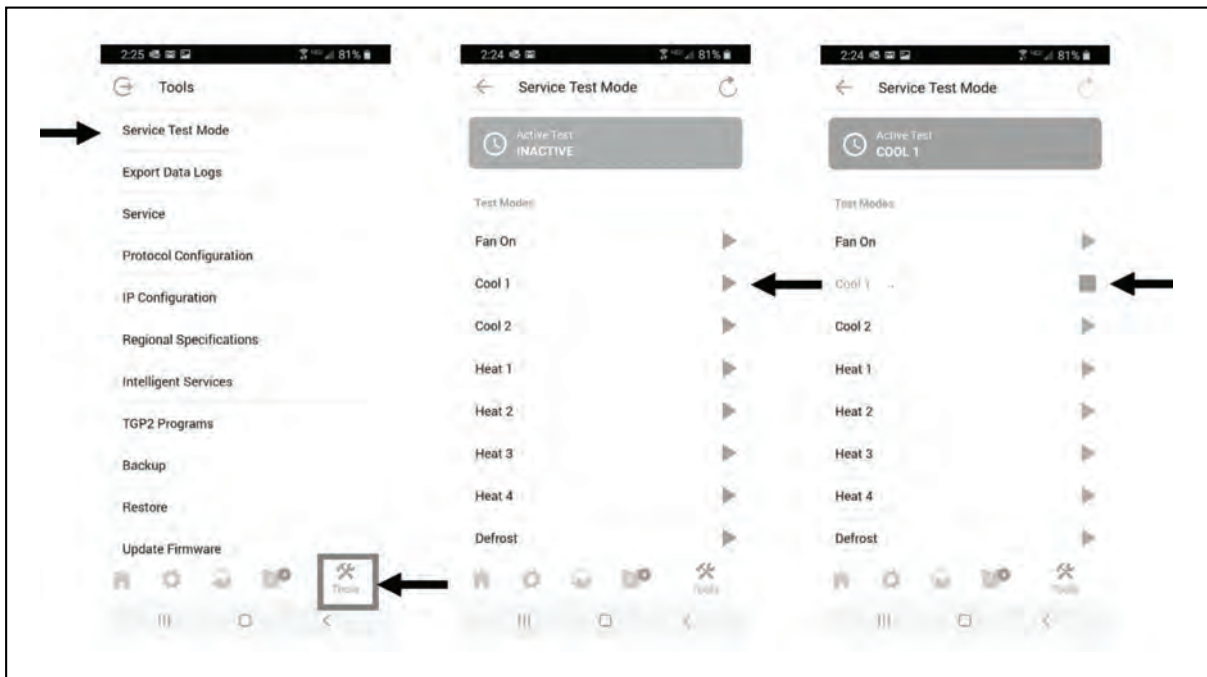 2:25 81%
Tools
Service Test Mode
Export Data Logs
Service
Protocol Configuration
IP Configuration
Regional Specifications
Intelligent Services
TGP2 Programs
Backup
Restore
Update Firmware
Tools
2:24 81%
Service Test Mode
Active Test
INACTIVE
Test Modes
Fan On
Cool 1
Cool 2
Heat 1
Heat 2
Heat 3
Heat 4
Defrost
Tools
2:24 81%
Service Test Mode
Active Test
COOL 1
Test Modes
Fan On
Cool 1
Cool 2
Heat 1
Heat 2
Heat 3
Heat 4
Defrost
Tools